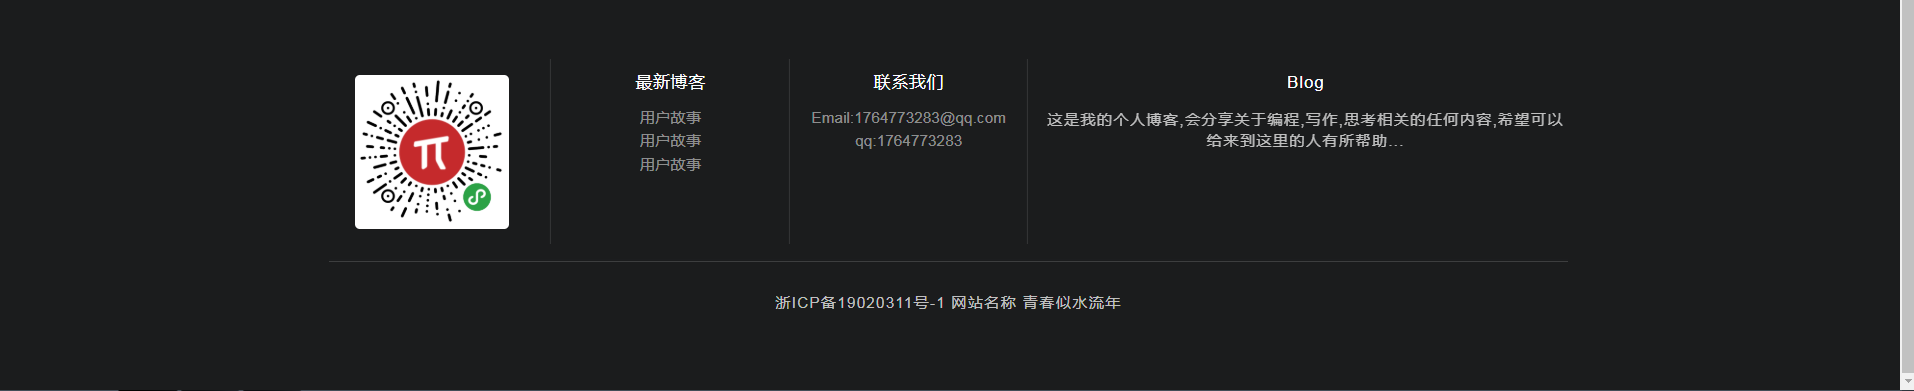 最新博客
用户故事
用户故事
用户故事
联系我们
Email:1764773283@qq.com
qq:1764773283
Blog
这是我的个人博客,会分享关于编程,写作,思考相关的任何内容,希望可以
给来到这里的人有所帮助...
浙ICP备19020311号-1 网站名称 青春似水流年